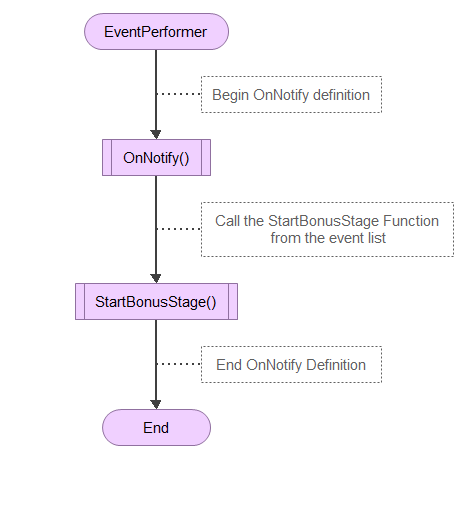 EventPerformer
Begin OnNotify definition
OnNotify()
Call the StartBonusStage Function
from the event list
StartBonusStage()
End OnNotify Definition
End